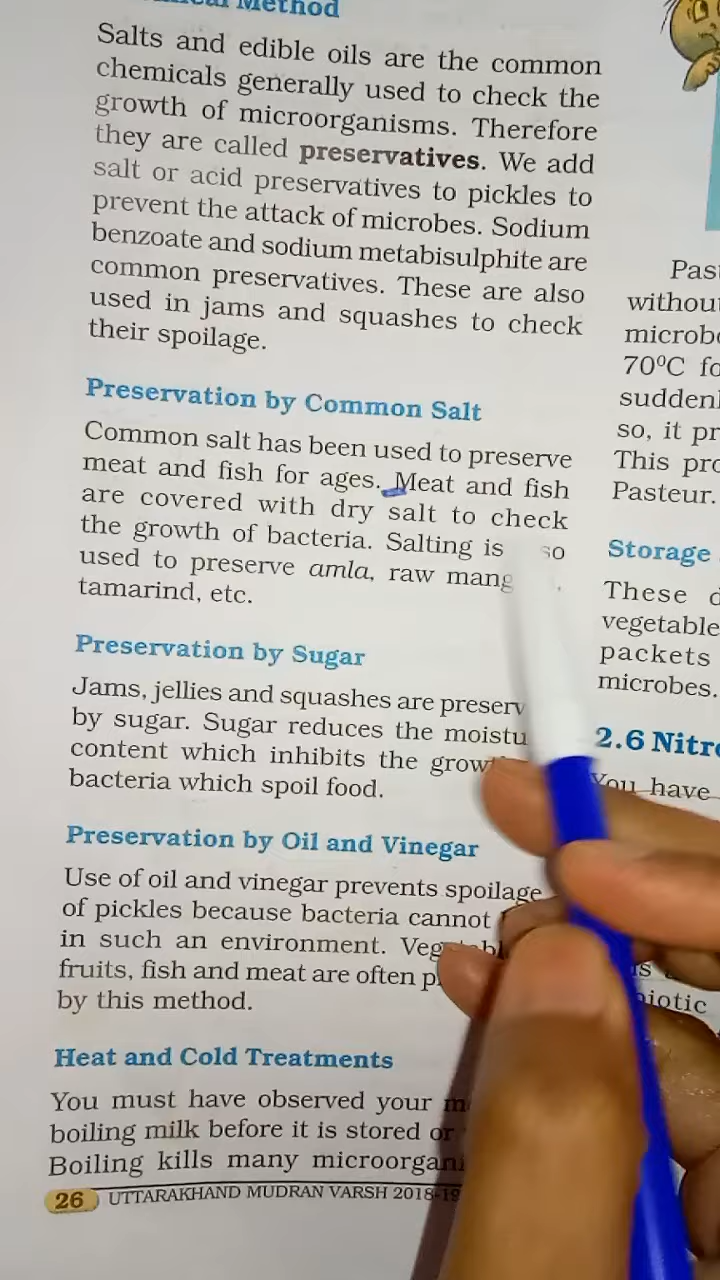 Method
Salts and edible oils are the common
chemicals generally used to check the
growth of microorganisms. Therefore
they are called preservatives. We add
salt or acid preservatives to pickles to
prevent the attack of microbes. Sodium
benzoate and sodium metabisulphite are
common preservatives. These are also
used in jams and squashes to check
their spoilage.
Preservation by Common Salt
Common salt has been used to preserve
meat and fish for ages. Meat and fish
are covered with dry salt to check
the growth of bacteria. Salting is so
used to preserve amla, raw mang
tamarind, etc.
Preservation by Sugar
Jams, jellies and squashes are preserv
by sugar. Sugar reduces the moistu
content which inhibits the grow
bacteria which spoil food.
Preservation by Oil and Vinegar
Use of oil and vinegar prevents spoilage
of pickles because bacteria cannot
in such an environment. Veg
fruits, fish and meat are often p
by this method.
Heat and Cold Treatments
You must have observed your m
boiling milk before it is stored or
Boiling kills many microorgani
26 UTTARAKHAND MUDRAN VARSH 2018-19
Past
without
microbe
70⁰C fo
suddenl
so, it pr
This pro
Pasteur.
Storage
These d
vegetable
packets
microbes.
2.6 Nitro
You have
is
biotic